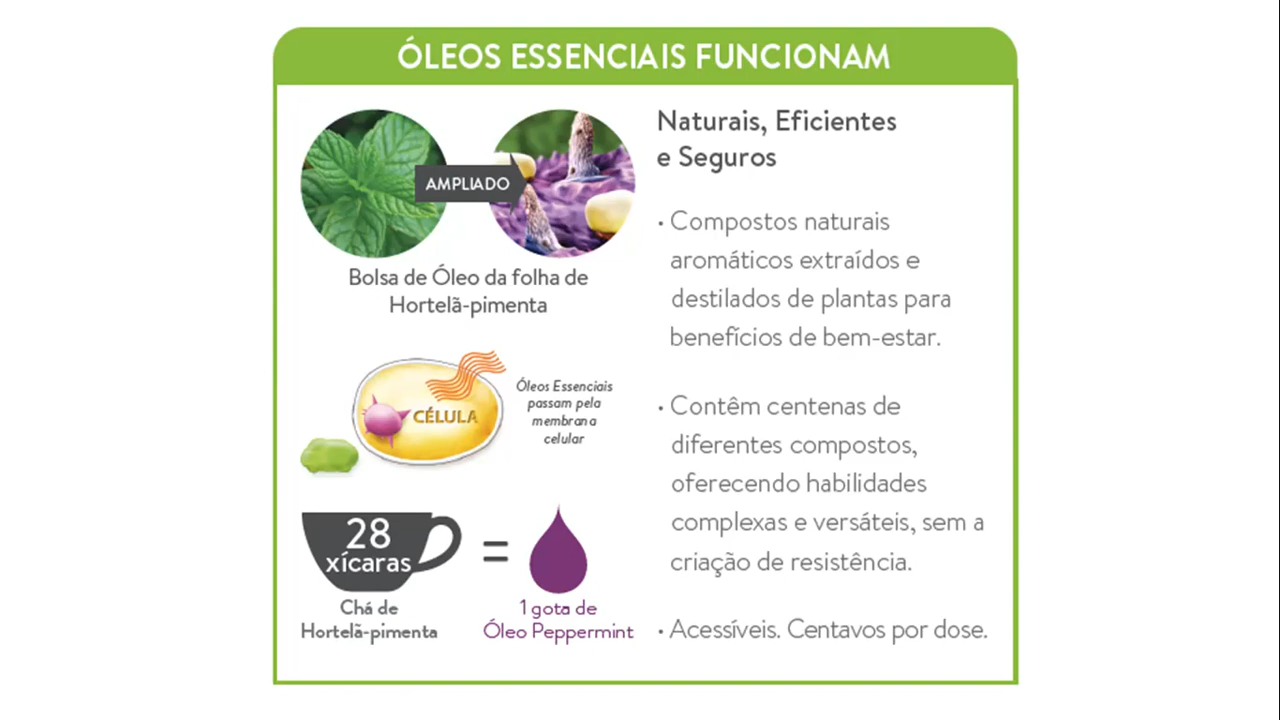 ÓLEOS ESSENCIAIS FUNCIONAM
AMPLIADO
Bolsa de Óleo da folha de
Hortelã-pimenta
CÉLULA
Óleos Essenciais
passam pela
membrana
celular
28
xícaras
=
Chá de
Hortelã-pimenta
1 gota de
Óleo Peppermint
Naturais, Eficientes
e Seguros
• Compostos naturais
aromáticos extraídos e
destilados de plantas para
benefícios de bem-estar.
• Contêm centenas de
diferentes compostos,
oferecendo habilidades
complexas e versáteis, sem a
criação de resistência.
• Acessíveis. Centavos por dose.